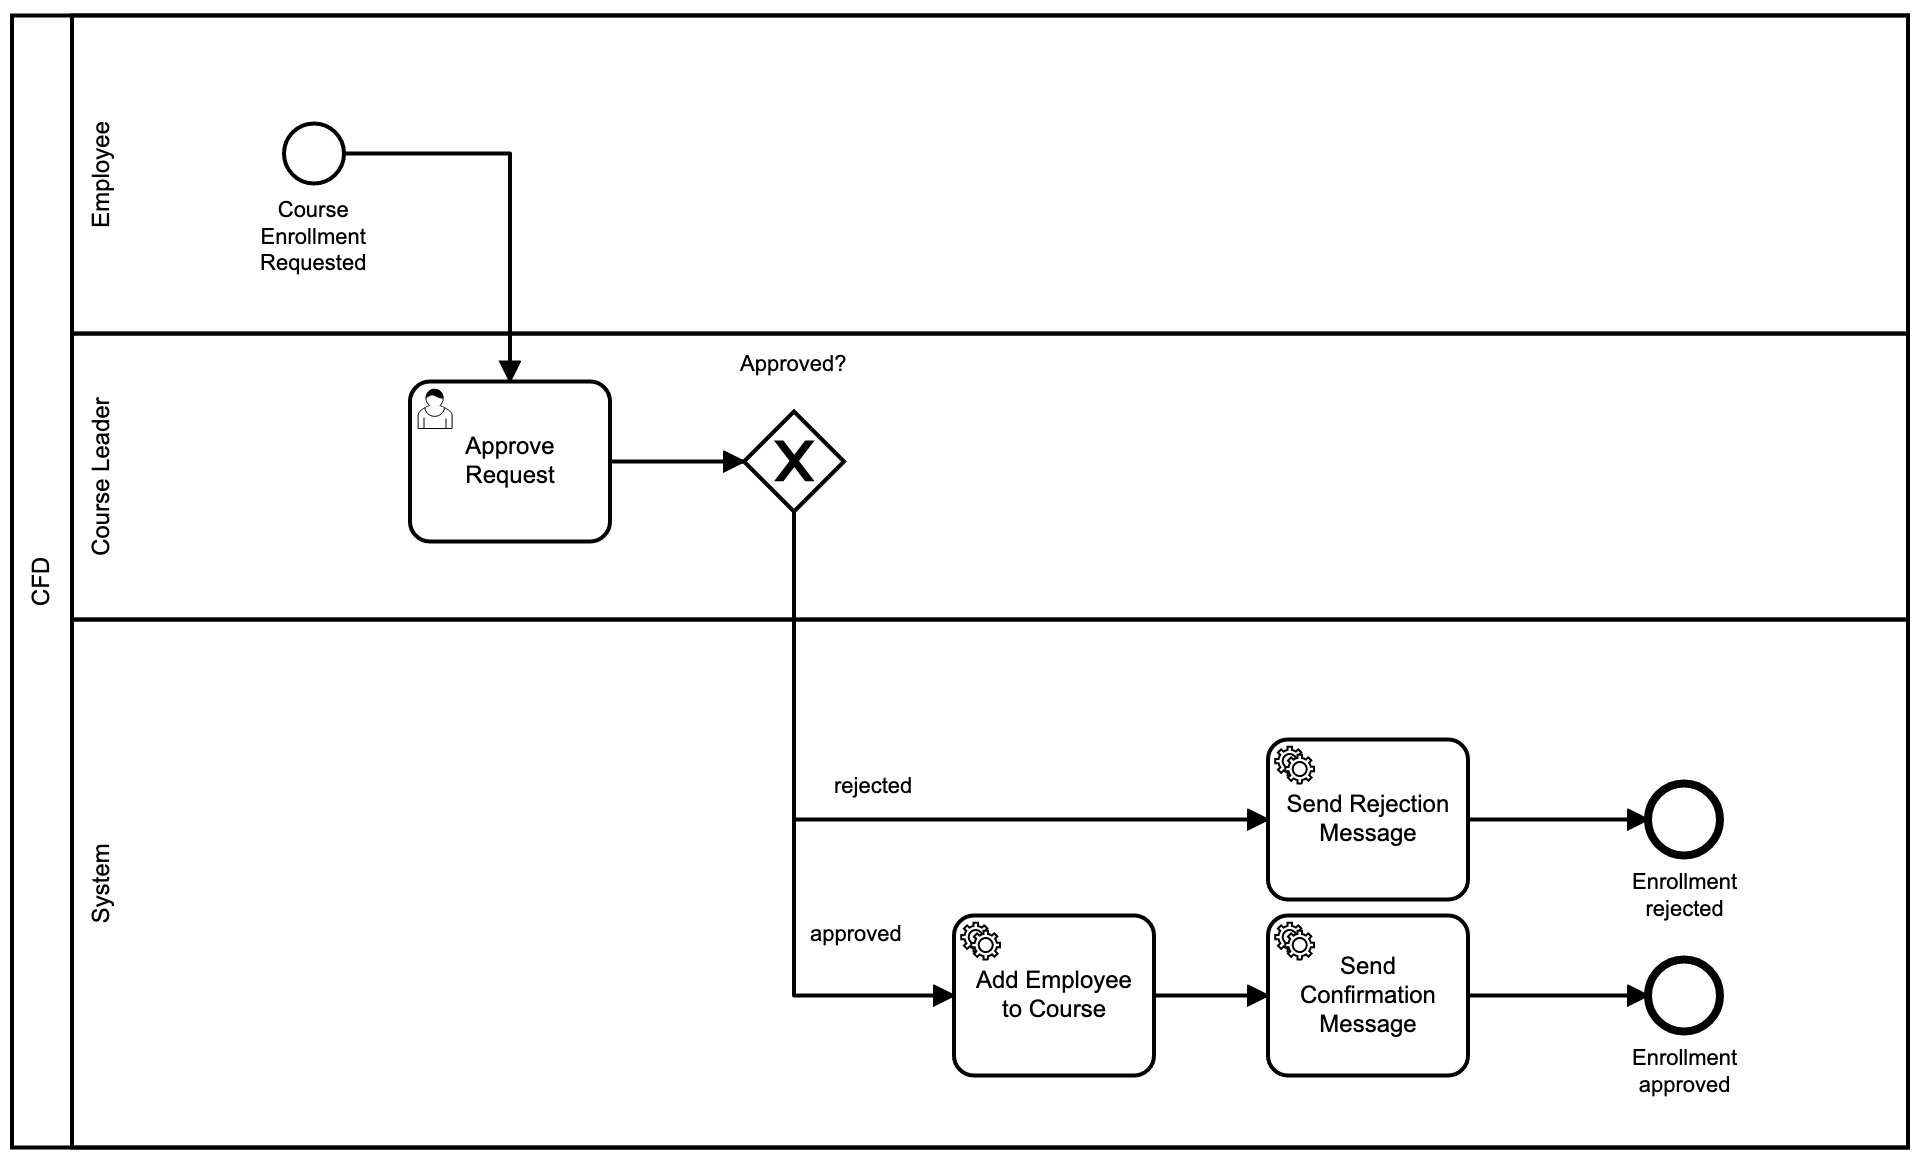 CFD
Employee
Course
Enrollment
Requested
Course Leader
Approve
Request
Approved?
X
System
rejected
Send Rejection
Message
Enrollment
rejected
approved
Add Employee
to Course
Send
Confirmation
Message
Enrollment
approved